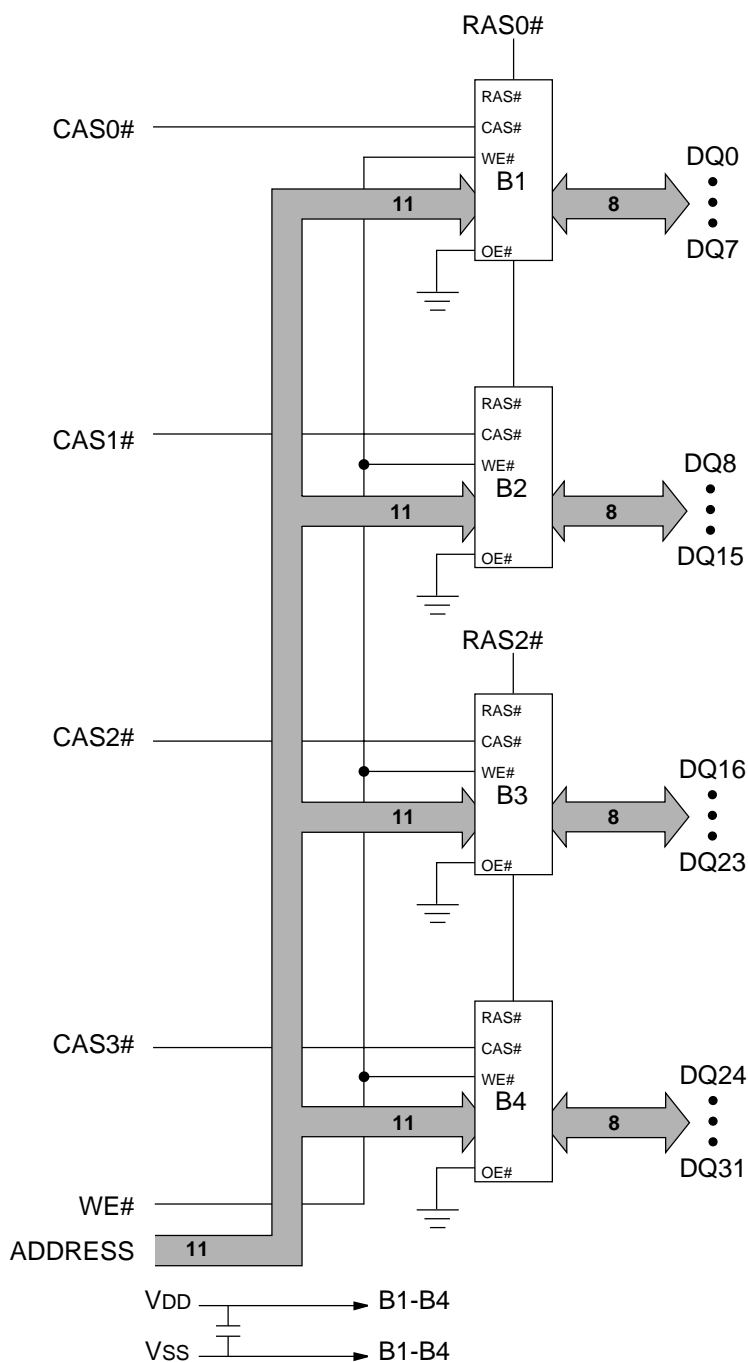 RAS0#
RAS#
CAS0#
CAS#
WE#
B1
DQ0
11
8
DQ7
OE#
RAS#
CAS1#
CAS#
WE#
B2
DQ8
11
8
DQ15
OE#
RAS2#
RAS#
CAS2#
CAS#
WE#
B3
DQ16
11
8
DQ23
OE#
RAS#
CAS3#
CAS#
WE#
B4
DQ24
11
8
DQ31
OE#
WE#
ADDRESS
11
VDD
B1-B4
VSS
B1-B4